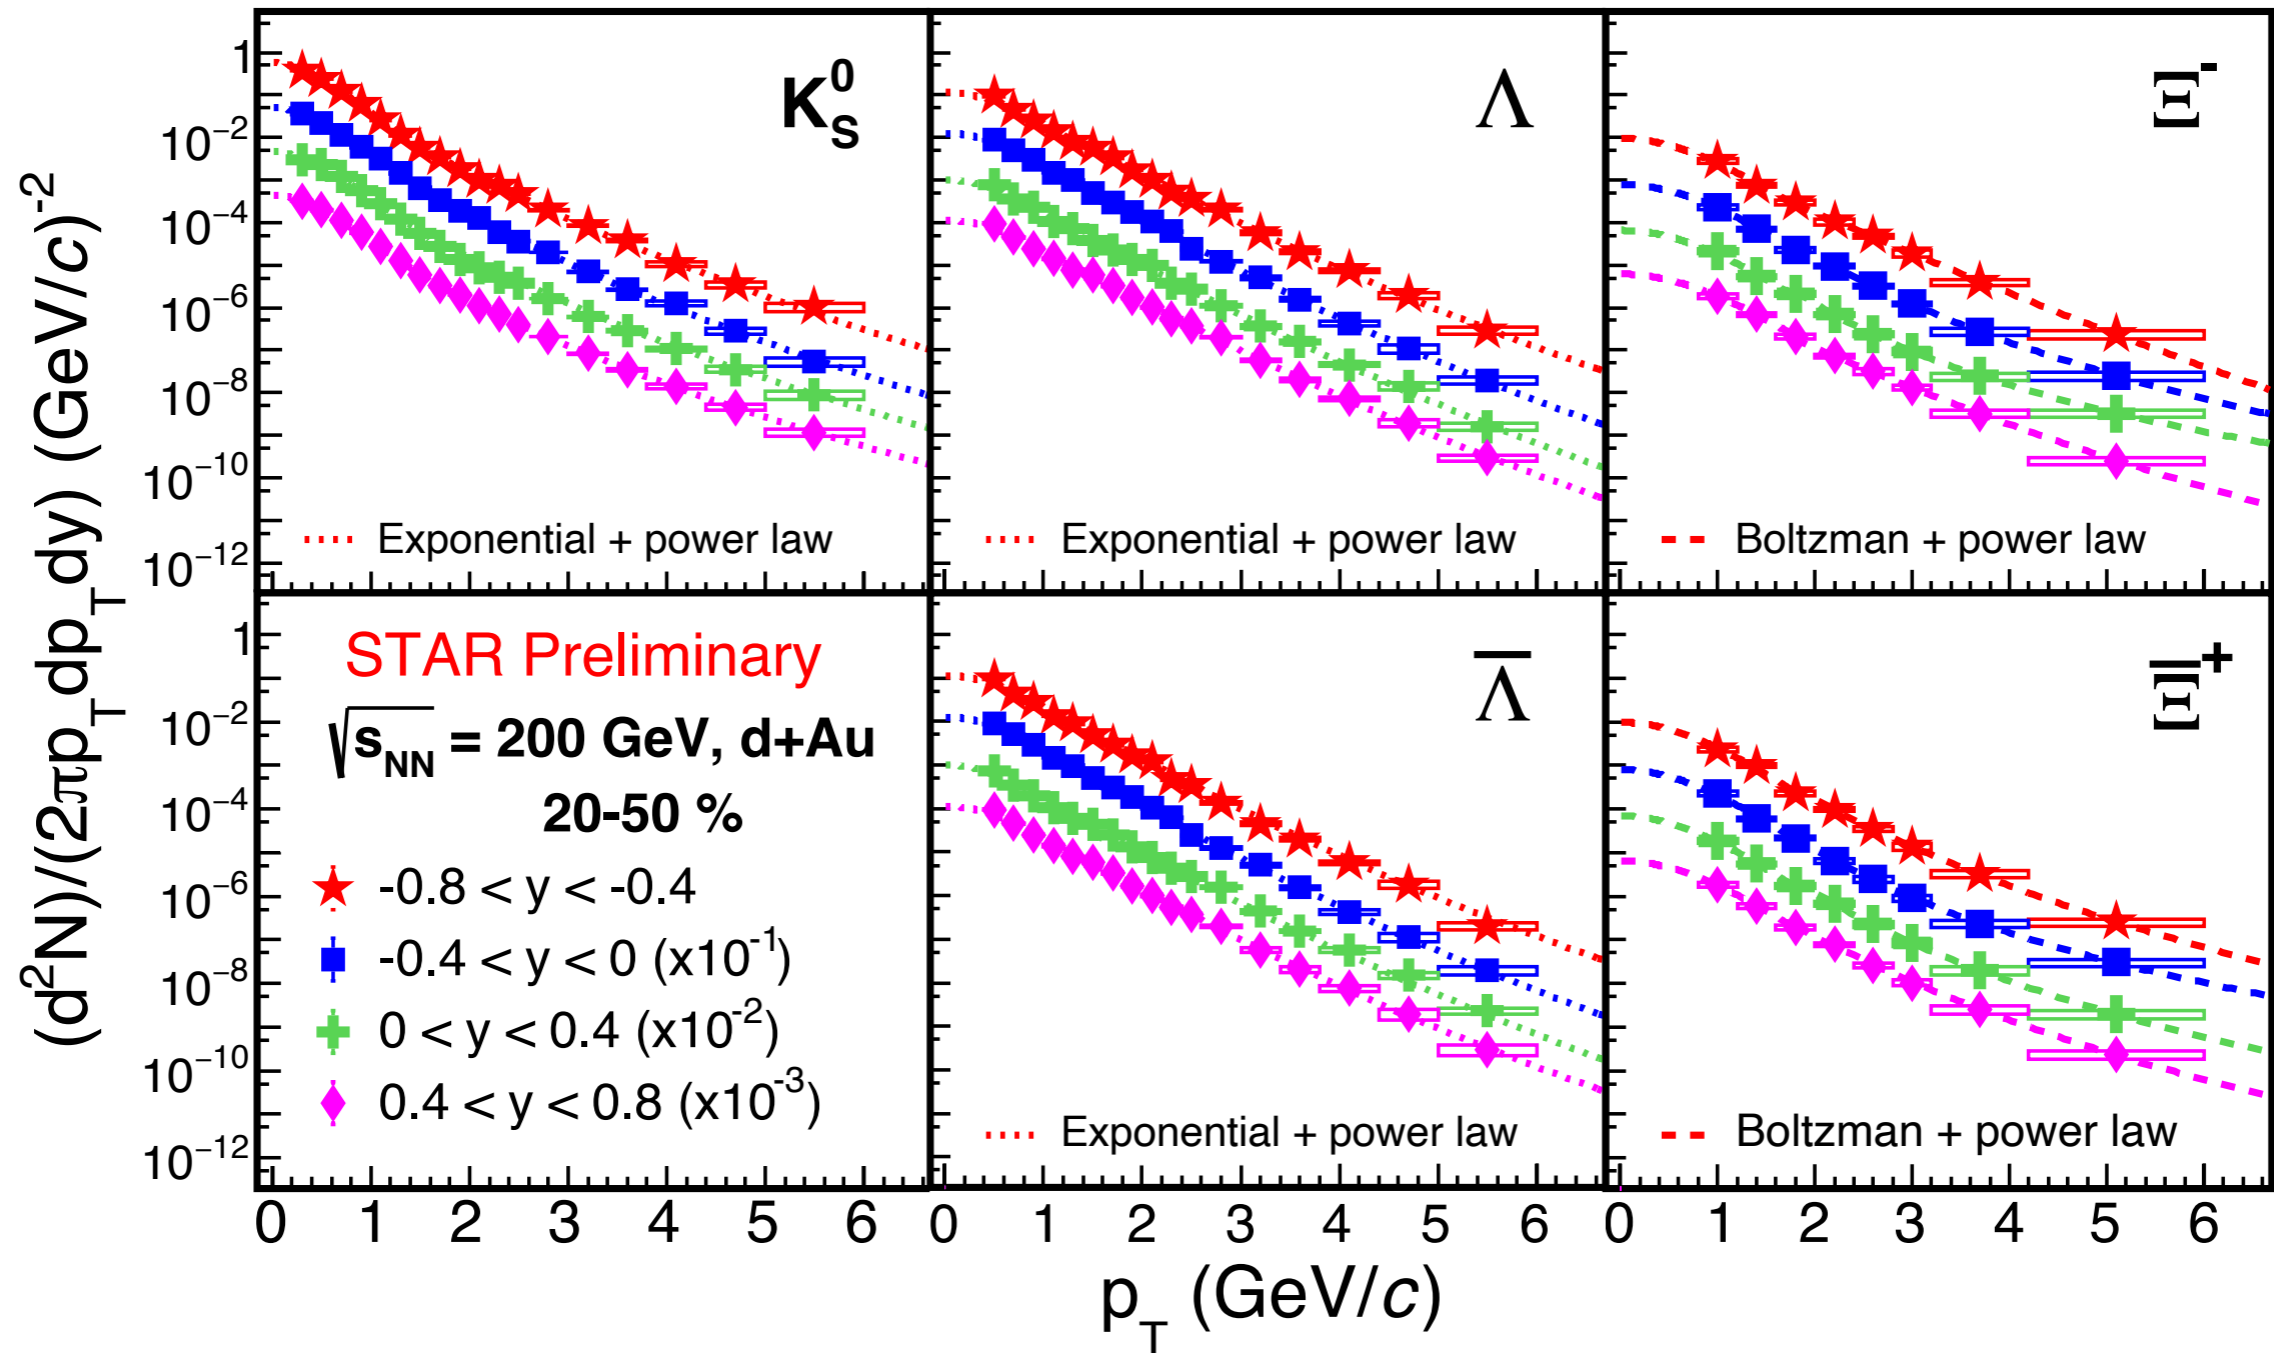 (d²N)/(2πp_T dp_T dy) (GeV/c)⁻²
1
10⁻²
10⁻⁴
10⁻⁶
10⁻⁸
10⁻¹⁰
10⁻¹²
K⁰_S
Exponential + power law
Λ
Exponential + power law
Ξ⁻
Boltzman + power law
1
10⁻²
10⁻⁴
10⁻⁶
10⁻⁸
10⁻¹⁰
10⁻¹²
STAR Preliminary
√s_NN = 200 GeV, d+Au
20-50 %
-0.8 < y < -0.4
-0.4 < y < 0 (x10⁻¹)
0 < y < 0.4 (x10⁻²)
0.4 < y < 0.8 (x10⁻³)
Λ̅
Exponential + power law
Ξ̅⁺
Boltzman + power law
0 1 2 3 4 5 6
0 1 2 3 4 5 6
0 1 2 3 4 5 6
p_T (GeV/c)